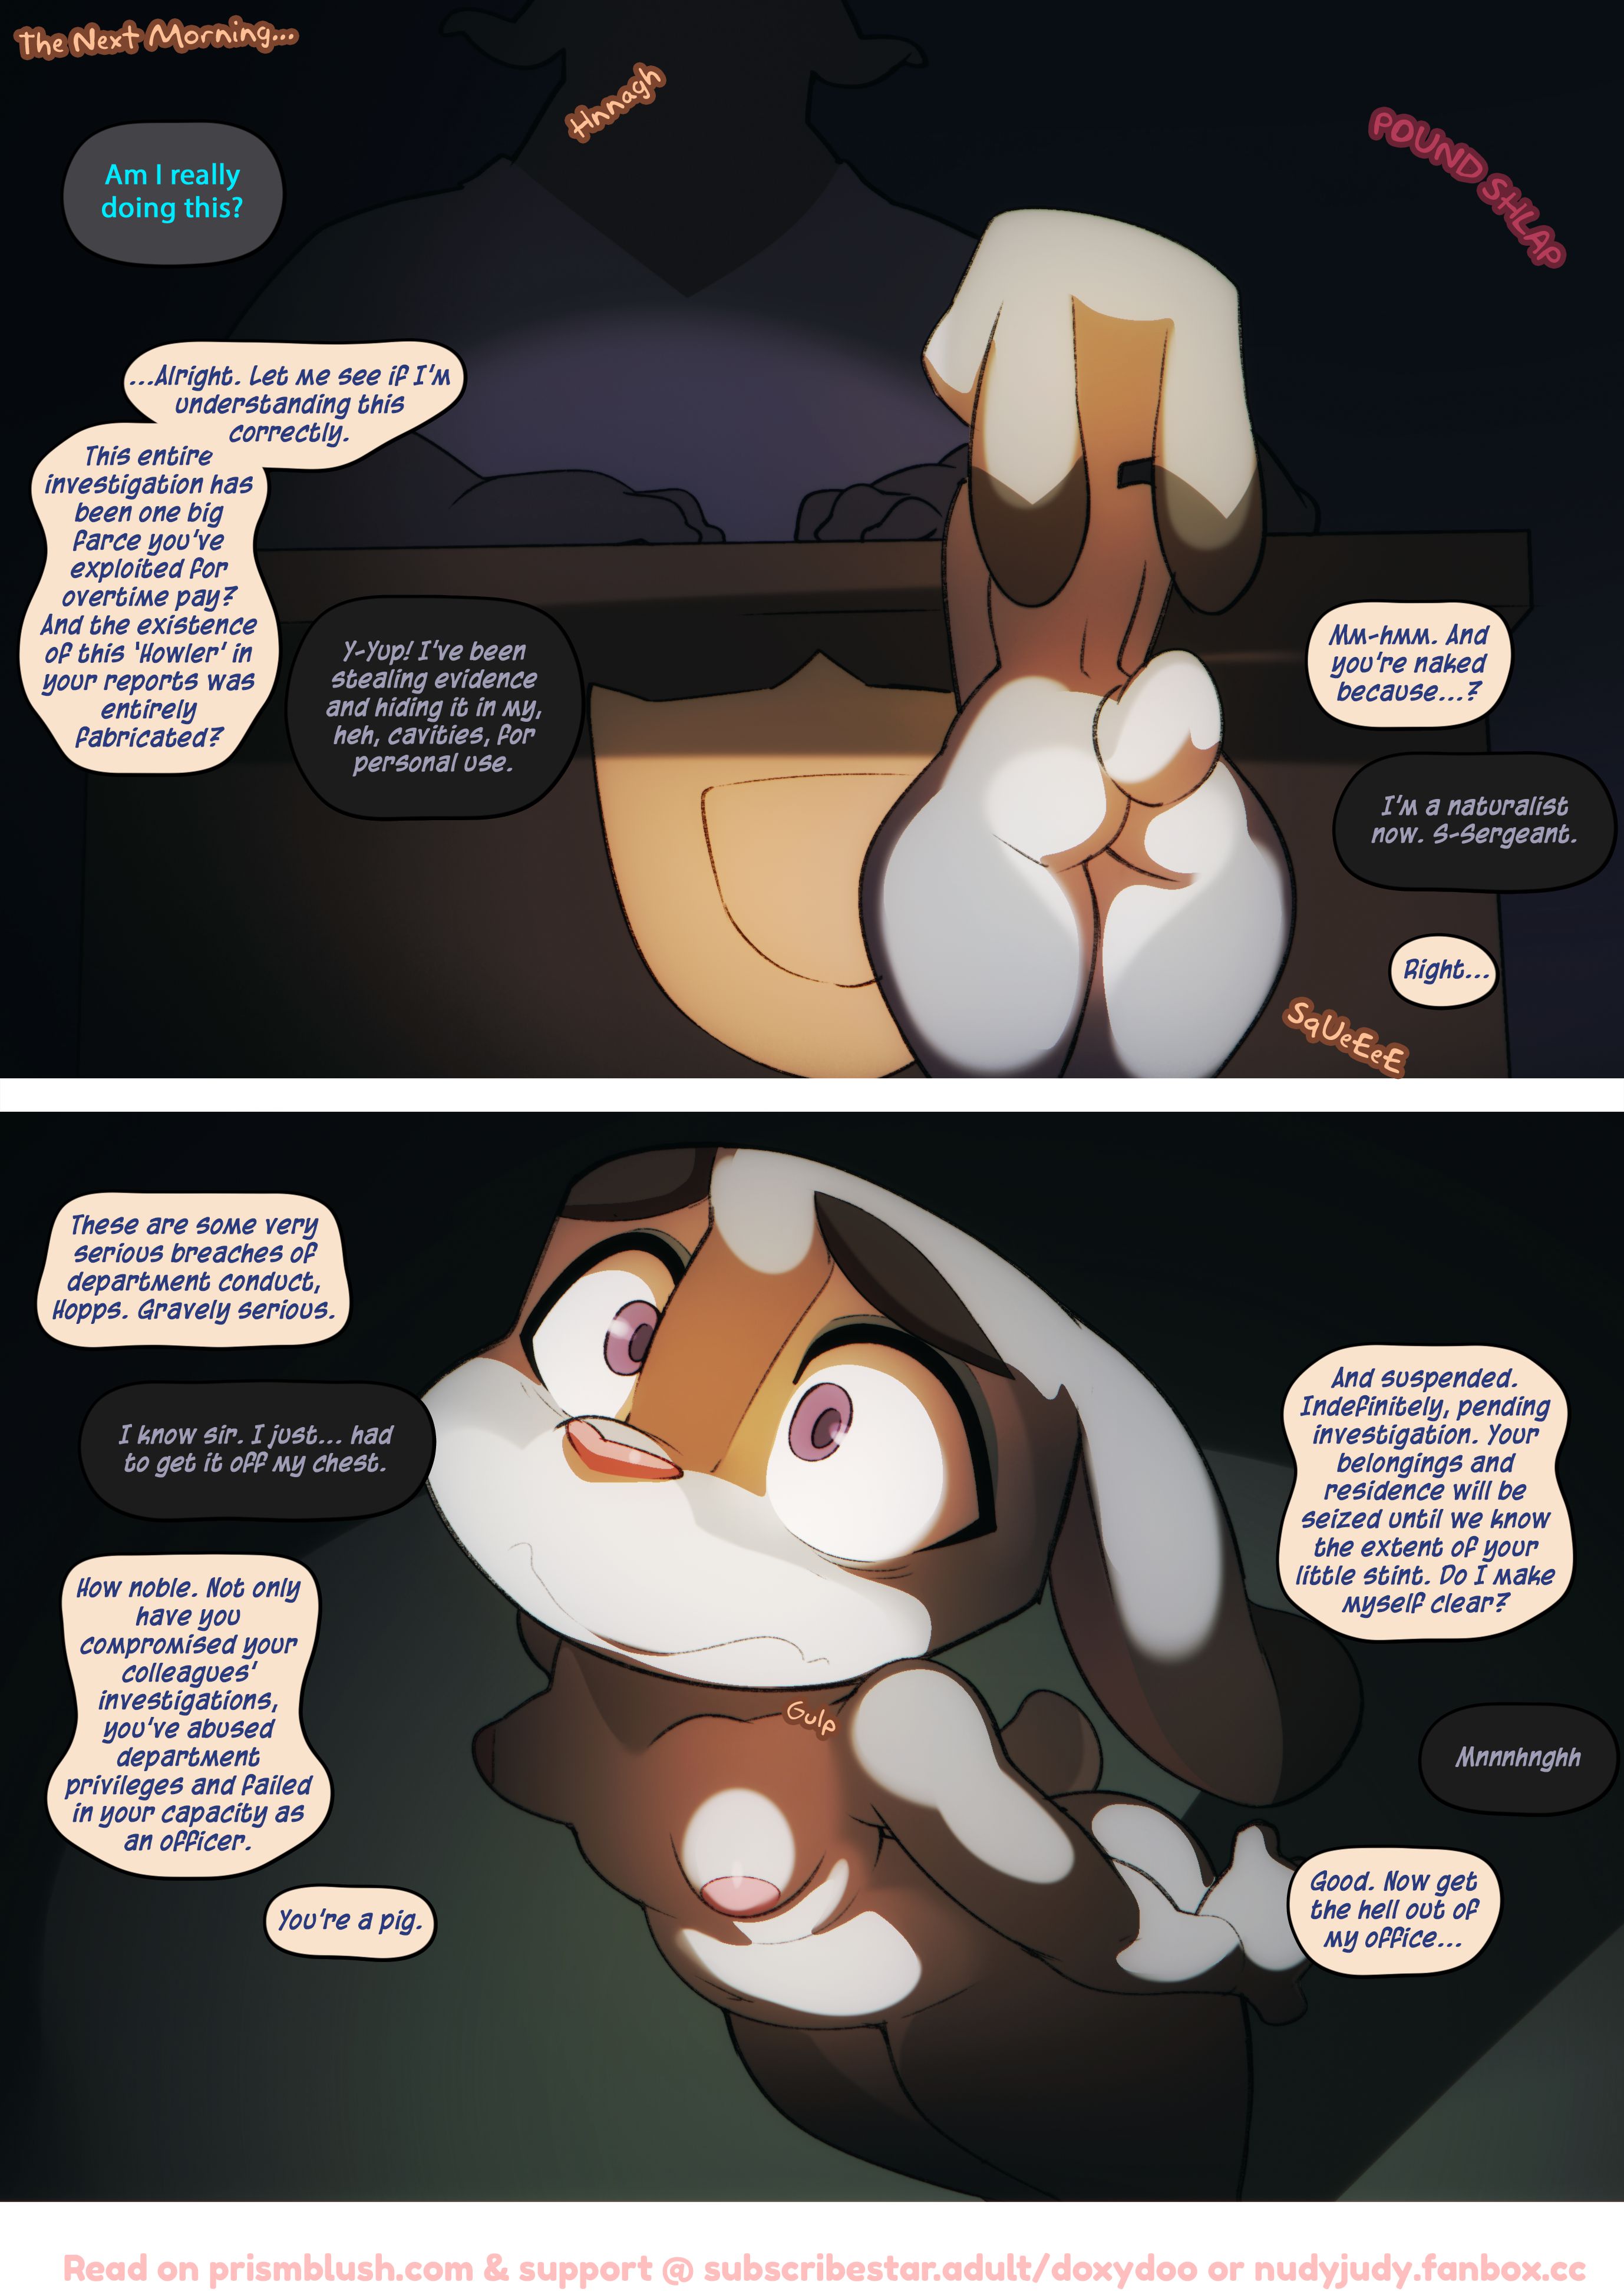 The Next Morning...
Hnnagh
POUND SHLAP
Am I really
doing this?
...Alright. Let me see if I'm
understanding this
correctly.
This entire
investigation has
been one big
farce you've
exploited for
overtime pay?
And the existence
of this 'Howler' in
your reports was
entirely
fabricated?
Y-Yup! I've been
stealing evidence
and hiding it in my,
heh, cavities, for
personal use.
Mm-hmm. And
you're naked
because...?
I'm a naturalist
now. S-Sergeant.
Right...
SqUeEeE
These are some very
serious breaches of
department conduct,
Hopps. Gravely serious.
I know sir. I just... had
to get it off my chest.
How noble. Not only
have you
compromised your
colleagues'
investigations,
you've abused
department
privileges and failed
in your capacity as
an officer.
You're a pig.
Gulp
And suspended.
Indefinitely, pending
investigation. Your
belongings and
residence will be
seized until we know
the extent of your
little stint. Do I make
myself clear?
Mnnnhnghh
Good. Now get
the hell out of
my office...
Read on prismblush.com & support @ subscribestar.adult/doxydoo or nudyjudy.fanbox.cc